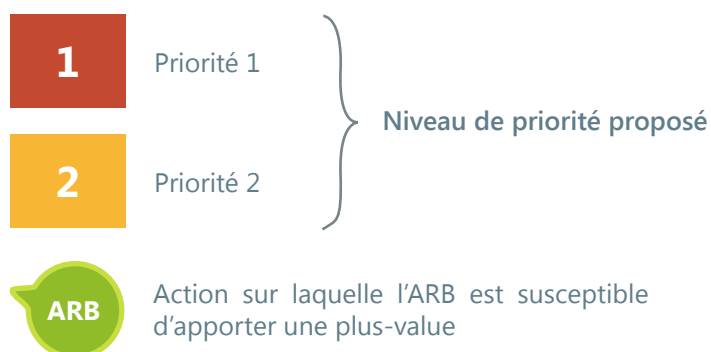 1
Priorité 1
Niveau de priorité proposé
2
Priorité 2
ARB
Action sur laquelle l'ARB est susceptible
d'apporter une plus-value